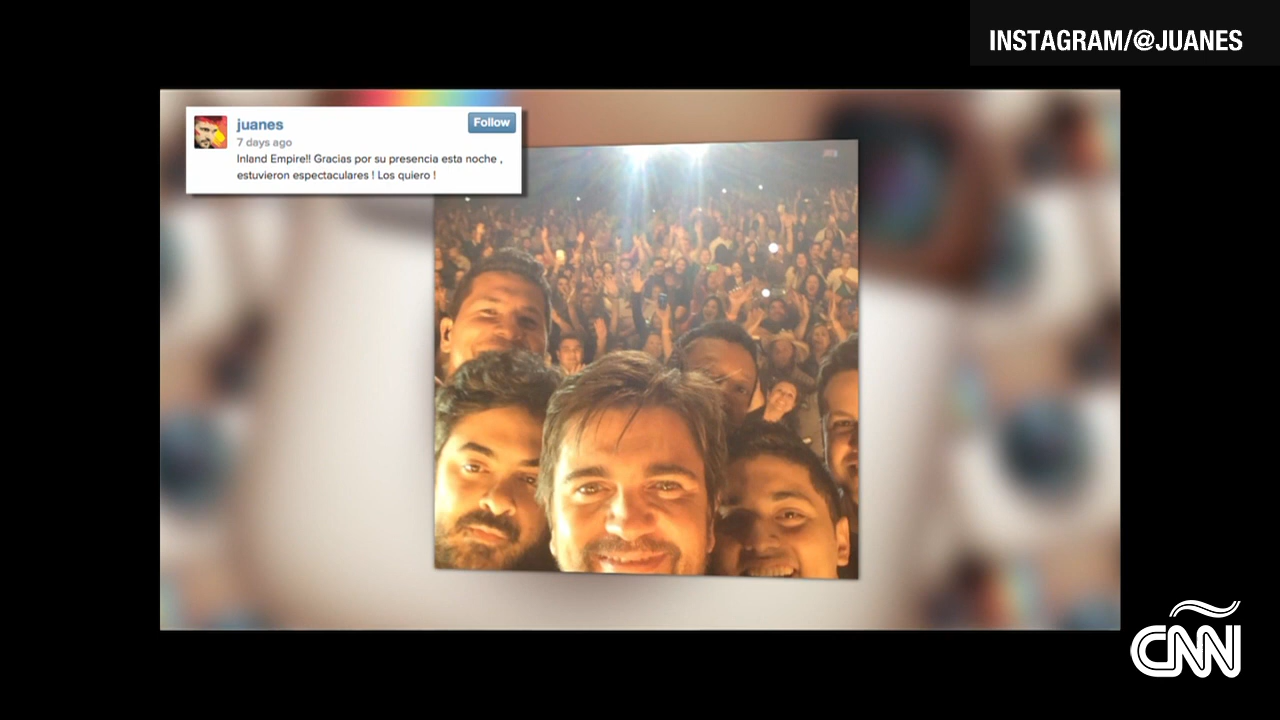 INSTAGRAM/@JUANES
juanes
Follow
7 days ago
Inland Empire!! Gracias por su presencia esta noche ,
estuvieron espectaculares ! Los quiero !
CNN